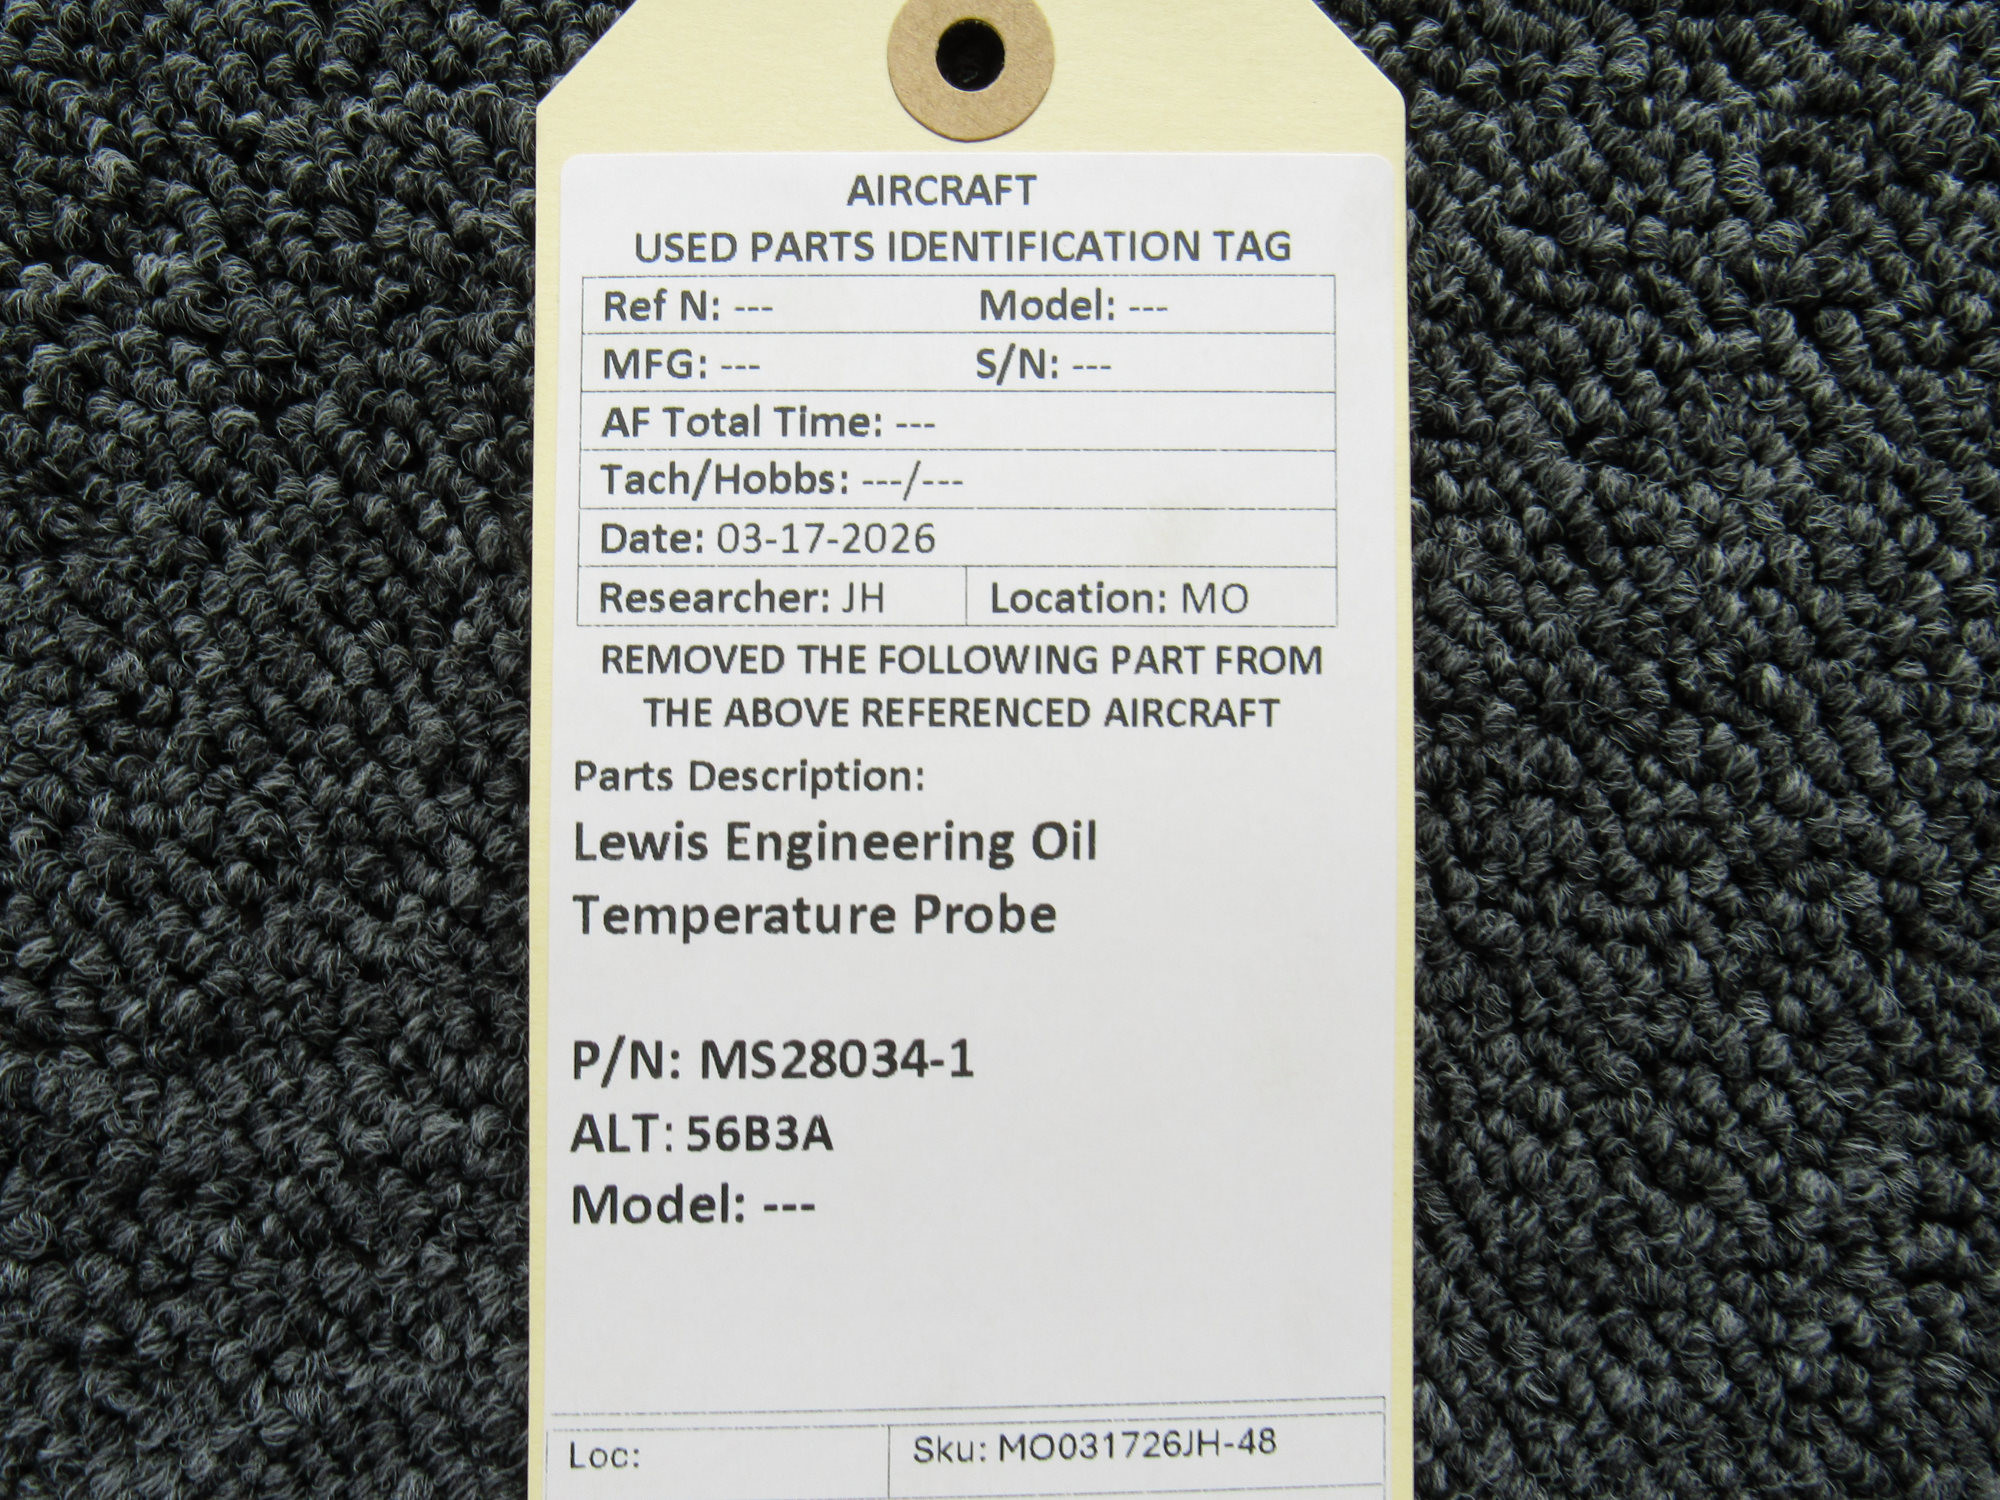 AIRCRAFT
USED PARTS IDENTIFICATION TAG
Ref N: --- Model: ---
MFG: --- S/N: ---
AF Total Time: ---
Tach/Hobbs: ---/---
Date: 03-17-2026
Researcher: JH Location: MO
REMOVED THE FOLLOWING PART FROM
THE ABOVE REFERENCED AIRCRAFT
Parts Description:
Lewis Engineering Oil
Temperature Probe
P/N: MS28034-1
ALT: 56B3A
Model: ---
Loc: Sku: MO031726JH-48